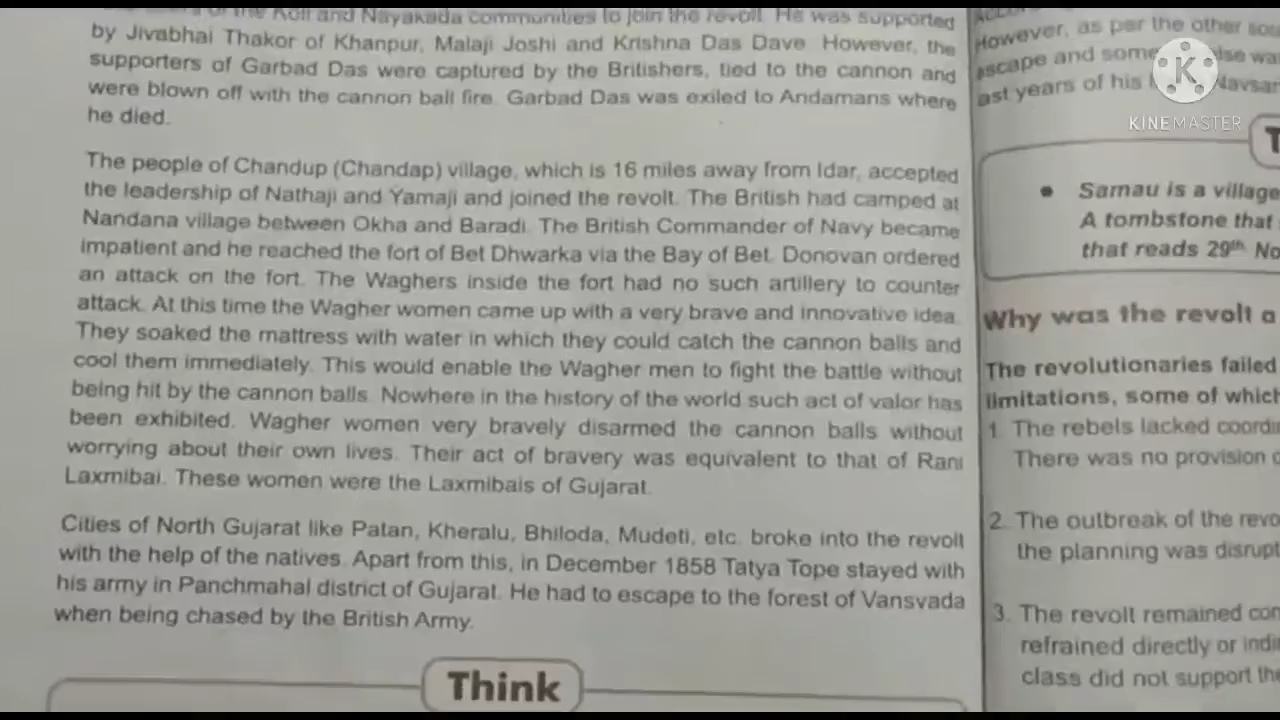 of the Koli and Nayakada communities to join the revolt. He was supported
by Jivabhai Thakor of Khanpur, Malaji Joshi and Krishna Das Dave. However, the
supporters of Garbad Das were captured by the Britishers, tied to the cannon and
were blown off with the cannon ball fire. Garbad Das was exiled to Andamans where
he died.
The people of Chandup (Chandap) village, which is 16 miles away from Idar, accepted
the leadership of Nathaji and Yamaji and joined the revolt. The British had camped at
Nandana village between Okha and Baradi. The British Commander of Navy became
impatient and he reached the fort of Bet Dhwarka via the Bay of Bet. Donovan ordered
an attack on the fort. The Waghers inside the fort had no such artillery to counter
attack. At this time the Wagher women came up with a very brave and innovative idea.
They soaked the mattress with water in which they could catch the cannon balls and
cool them immediately. This would enable the Wagher men to fight the battle without
being hit by the cannon balls. Nowhere in the history of the world such act of valor has
been exhibited. Wagher women very bravely disarmed the cannon balls without
worrying about their own lives. Their act of bravery was equivalent to that of Rani
Laxmibai. These women were the Laxmibais of Gujarat.
Cities of North Gujarat like Patan, Kheralu, Bhiloda, Mudeti, etc. broke into the revolt
with the help of the natives. Apart from this, in December 1858 Tatya Tope stayed with
his army in Panchmahal district of Gujarat. He had to escape to the forest of Vansvada
when being chased by the British Army.
Think
However, as per the other
escape and some
years of his
K
KINEMASTER
• Samau is a village
A tombstone that
that reads 29th No
Why was the revolt a
The revolutionaries failed
limitations, some of which
1. The rebels lacked
There was no provision
2. The outbreak of the
the planning was
3. The revolt remained
refrained directly or
class did not support the